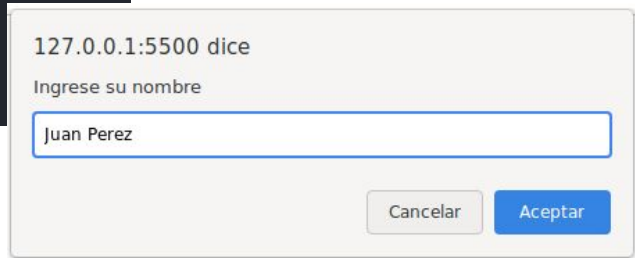 127.0.0.1:5500 dice
Ingrese su nombre
Juan Perez
Cancelar Aceptar